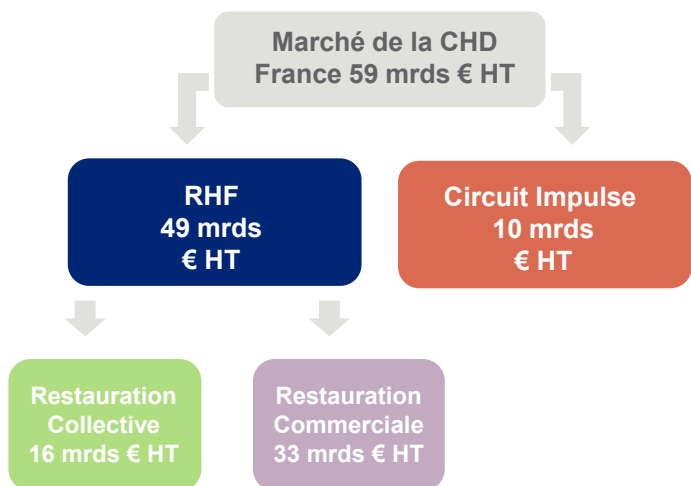 Marché de la CHD
France 59 mrds € HT
RHF
49 mrds
€ HT
Circuit Impulse
10 mrds
€ HT
Restauration
Collective
16 mrds € HT
Restauration
Commerciale
33 mrds € HT